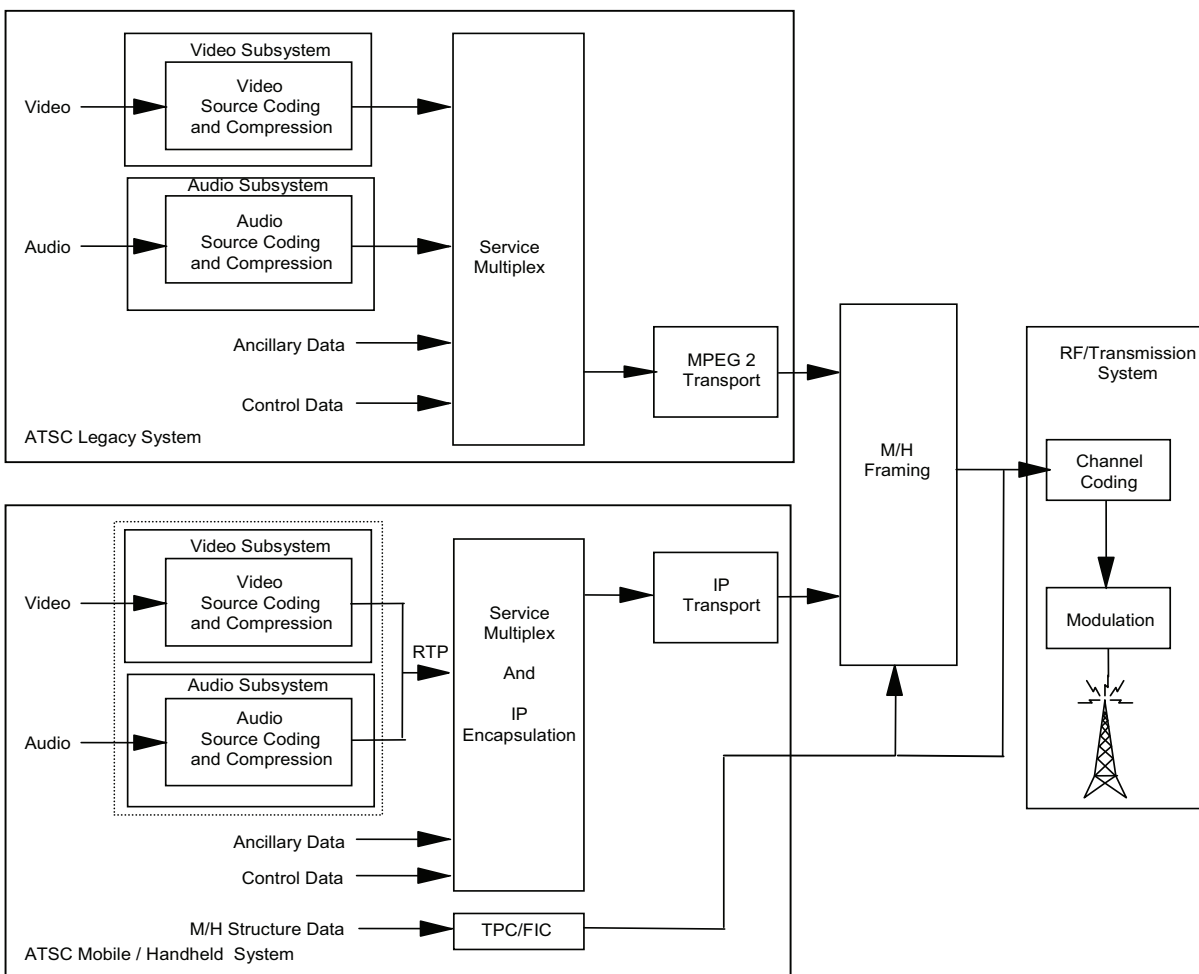 Video Subsystem
Video
Video
Source Coding
and Compression
Audio Subsystem
Audio
Audio
Source Coding
and Compression
Service
Multiplex
Ancillary Data
Control Data
MPEG 2
Transport
ATSC Legacy System
M/H
Framing
RF/Transmission
System
Channel
Coding
Modulation
Video Subsystem
Video
Video
Source Coding
and Compression
RTP
Audio Subsystem
Audio
Audio
Source Coding
and Compression
Service
Multiplex
And
IP
Encapsulation
IP
Transport
Ancillary Data
Control Data
M/H Structure Data
TPC/FIC
ATSC Mobile / Handheld System